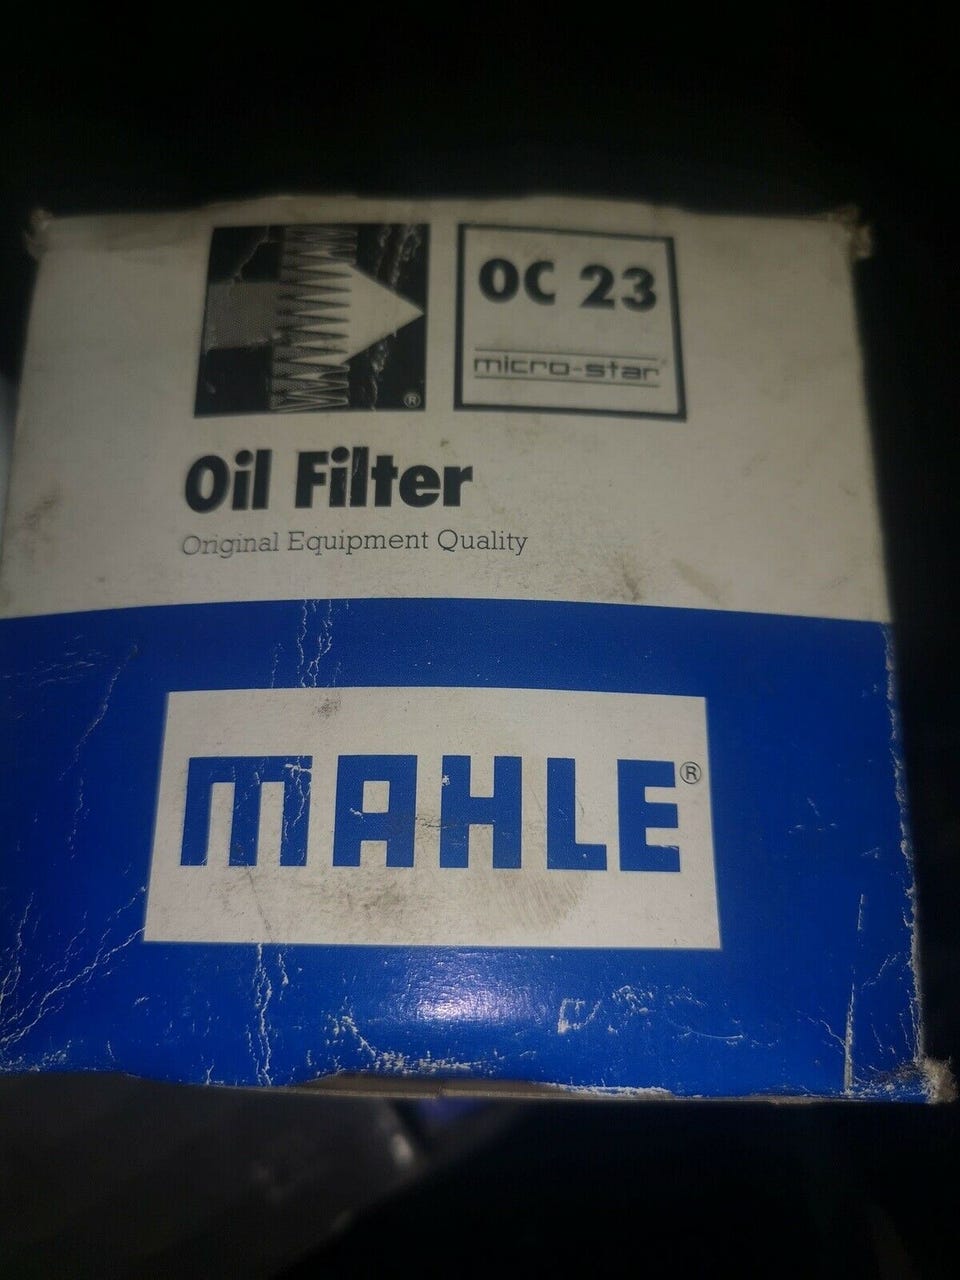 ®
OC 23
micro-star®
Oil Filter
Original Equipment Quality
MAHLE®